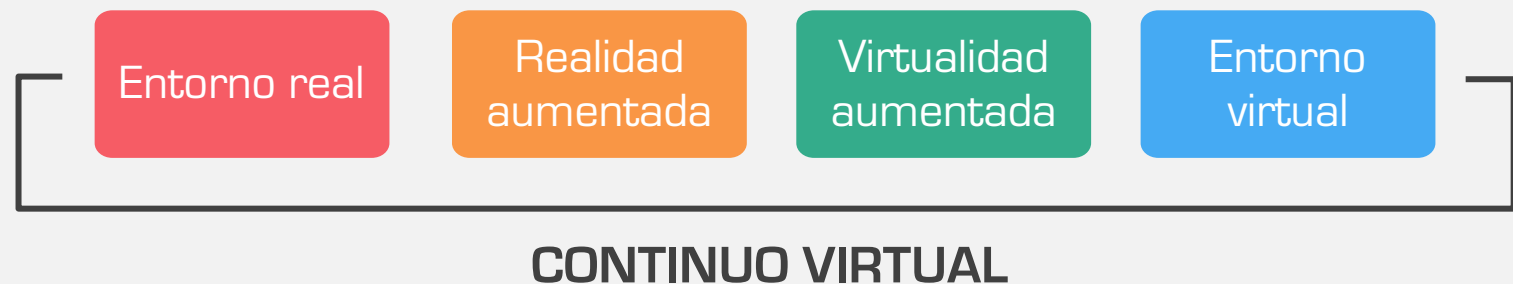 Entorno real
Realidad
aumentada
Virtualidad
aumentada
Entorno
virtual
CONTINUO VIRTUAL